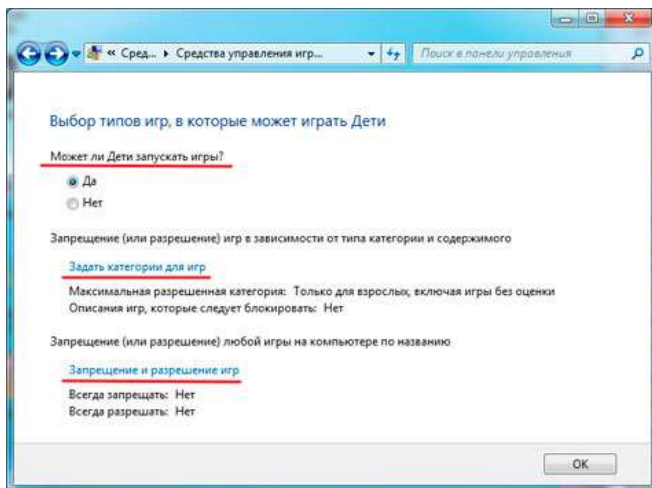 « Сред... ▸ Средства управления игр...
Поиск в панели управления
Выбор типов игр, в которые может играть Дети
Может ли Дети запускать игры?
Да
Нет
Запрещение (или разрешение) игр в зависимости от типа категории и содержимого
Задать категории для игр
Максимальная разрешенная категория: Только для взрослых, включая игры без оценки
Описания игр, которые следует блокировать: Нет
Запрещение (или разрешение) любой игры на компьютере по названию
Запрещение и разрешение игр
Всегда запрещать: Нет
Всегда разрешать: Нет
ОК